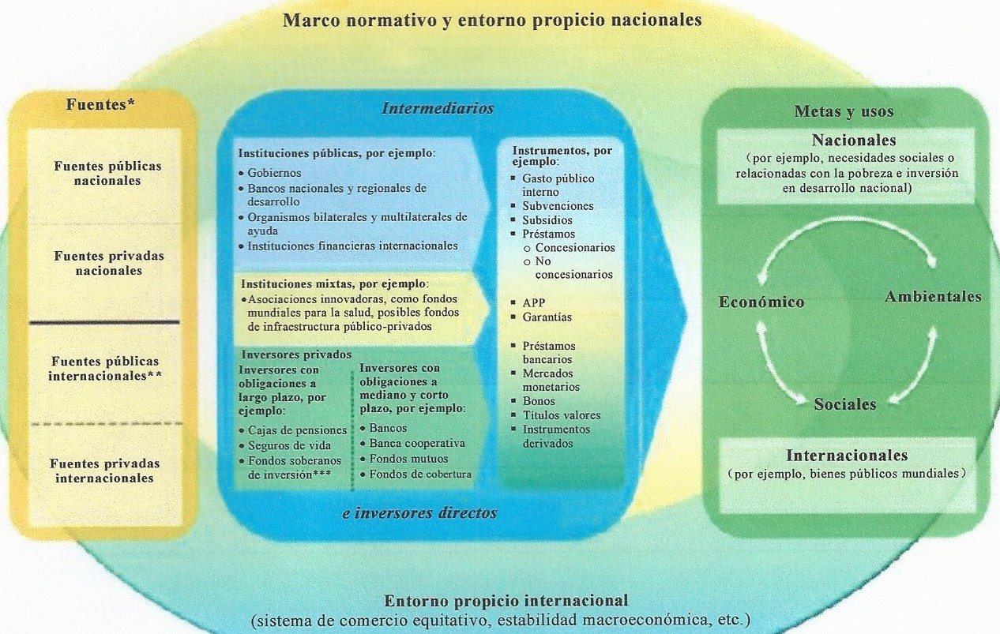 Marco normativo y entorno propicio nacionales
Fuentes*
Fuentes públicas
nacionales
Fuentes privadas
nacionales
Fuentes públicas
internacionales**
Fuentes privadas
internacionales
Intermediarios
Instituciones públicas, por ejemplo:
• Gobiernos
• Bancos nacionales y regionales de
desarrollo
• Organismos bilaterales y multilaterales de
ayuda
• Instituciones financieras internacionales
Instituciones mixtas, por ejemplo:
•Asociaciones innovadoras, como fondos
mundiales para la salud, posibles fondos
de infraestructura público-privados
Inversores privados
Inversores con
obligaciones a
largo plazo, por
ejemplo:
• Cajas de pensiones
• Seguros de vida
• Fondos soberanos
de inversión***
Inversores con
obligaciones a
mediano y corto
plazo, por ejemplo:
• Bancos
• Banca cooperativa
• Fondos mutuos
• Fondos de cobertura
Instrumentos, por
ejemplo:
▪ Gasto público
interno
▪ Subvenciones
▪ Subsidios
▪ Préstamos
o Concesionarios
o No
concesionarios
▪ APP
▪ Garantías
▪ Préstamos
bancarios
▪ Mercados
monetarios
▪ Bonos
▪ Títulos valores
▪ Instrumentos
derivados
e inversores directos
Metas y usos
Nacionales
(por ejemplo, necesidades sociales o
relacionadas con la pobreza e inversión
en desarrollo nacional)
Económico
Ambientales
Sociales
Internacionales
(por ejemplo, bienes públicos mundiales)
Entorno propicio internacional
(sistema de comercio equitativo, estabilidad macroeconómica, etc.)